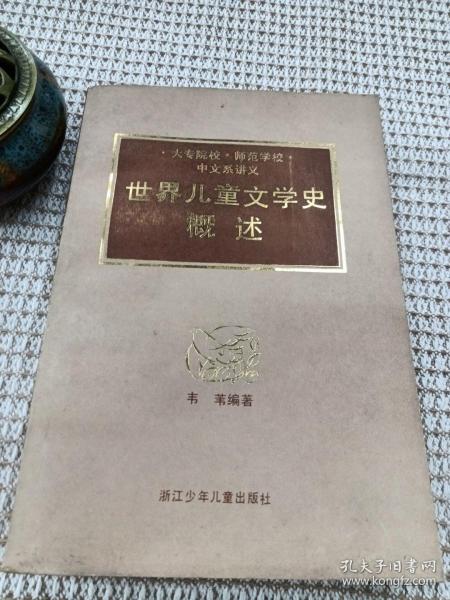 ·大专院校·师范学校·
中文系讲义
世界儿童文学史
概述
韦 苇编著
浙江少年儿童出版社
孔夫子旧书网
www.kongfz.com